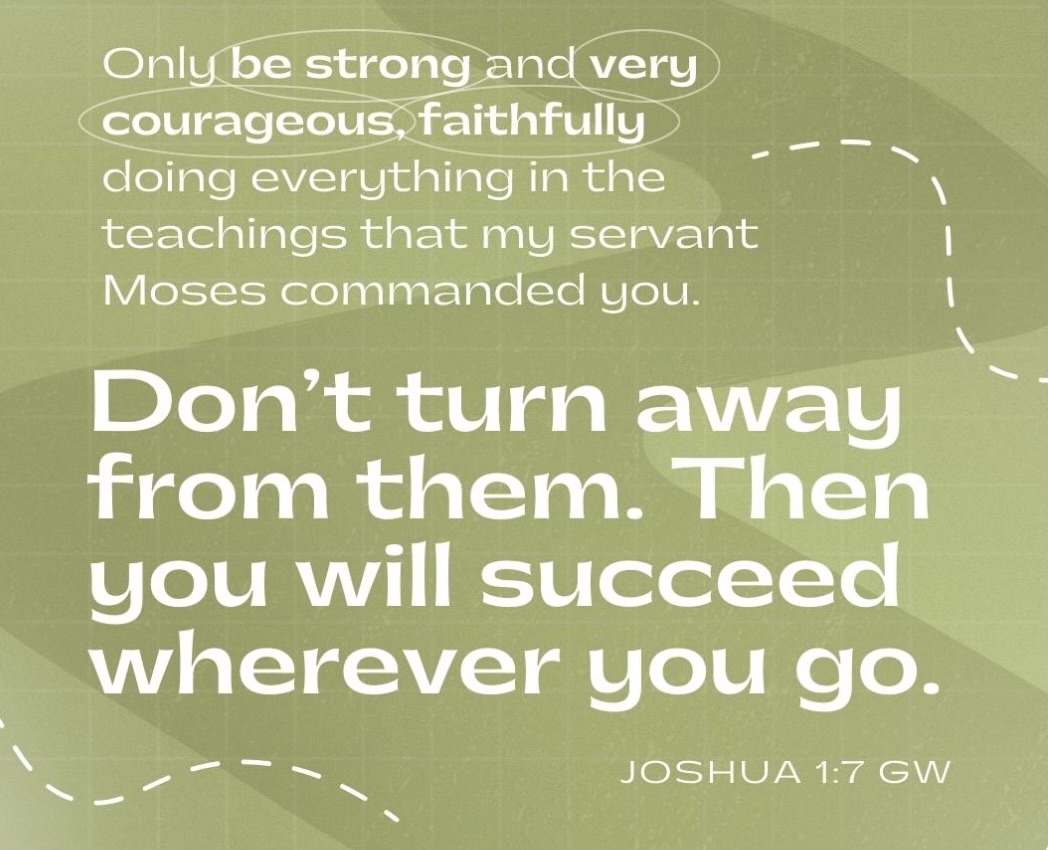 Only be strong and very
courageous, faithfully
doing everything in the
teachings that my servant
Moses commanded you.
Don’t turn away
from them. Then
you will succeed
wherever you go.
JOSHUA 1:7 GW